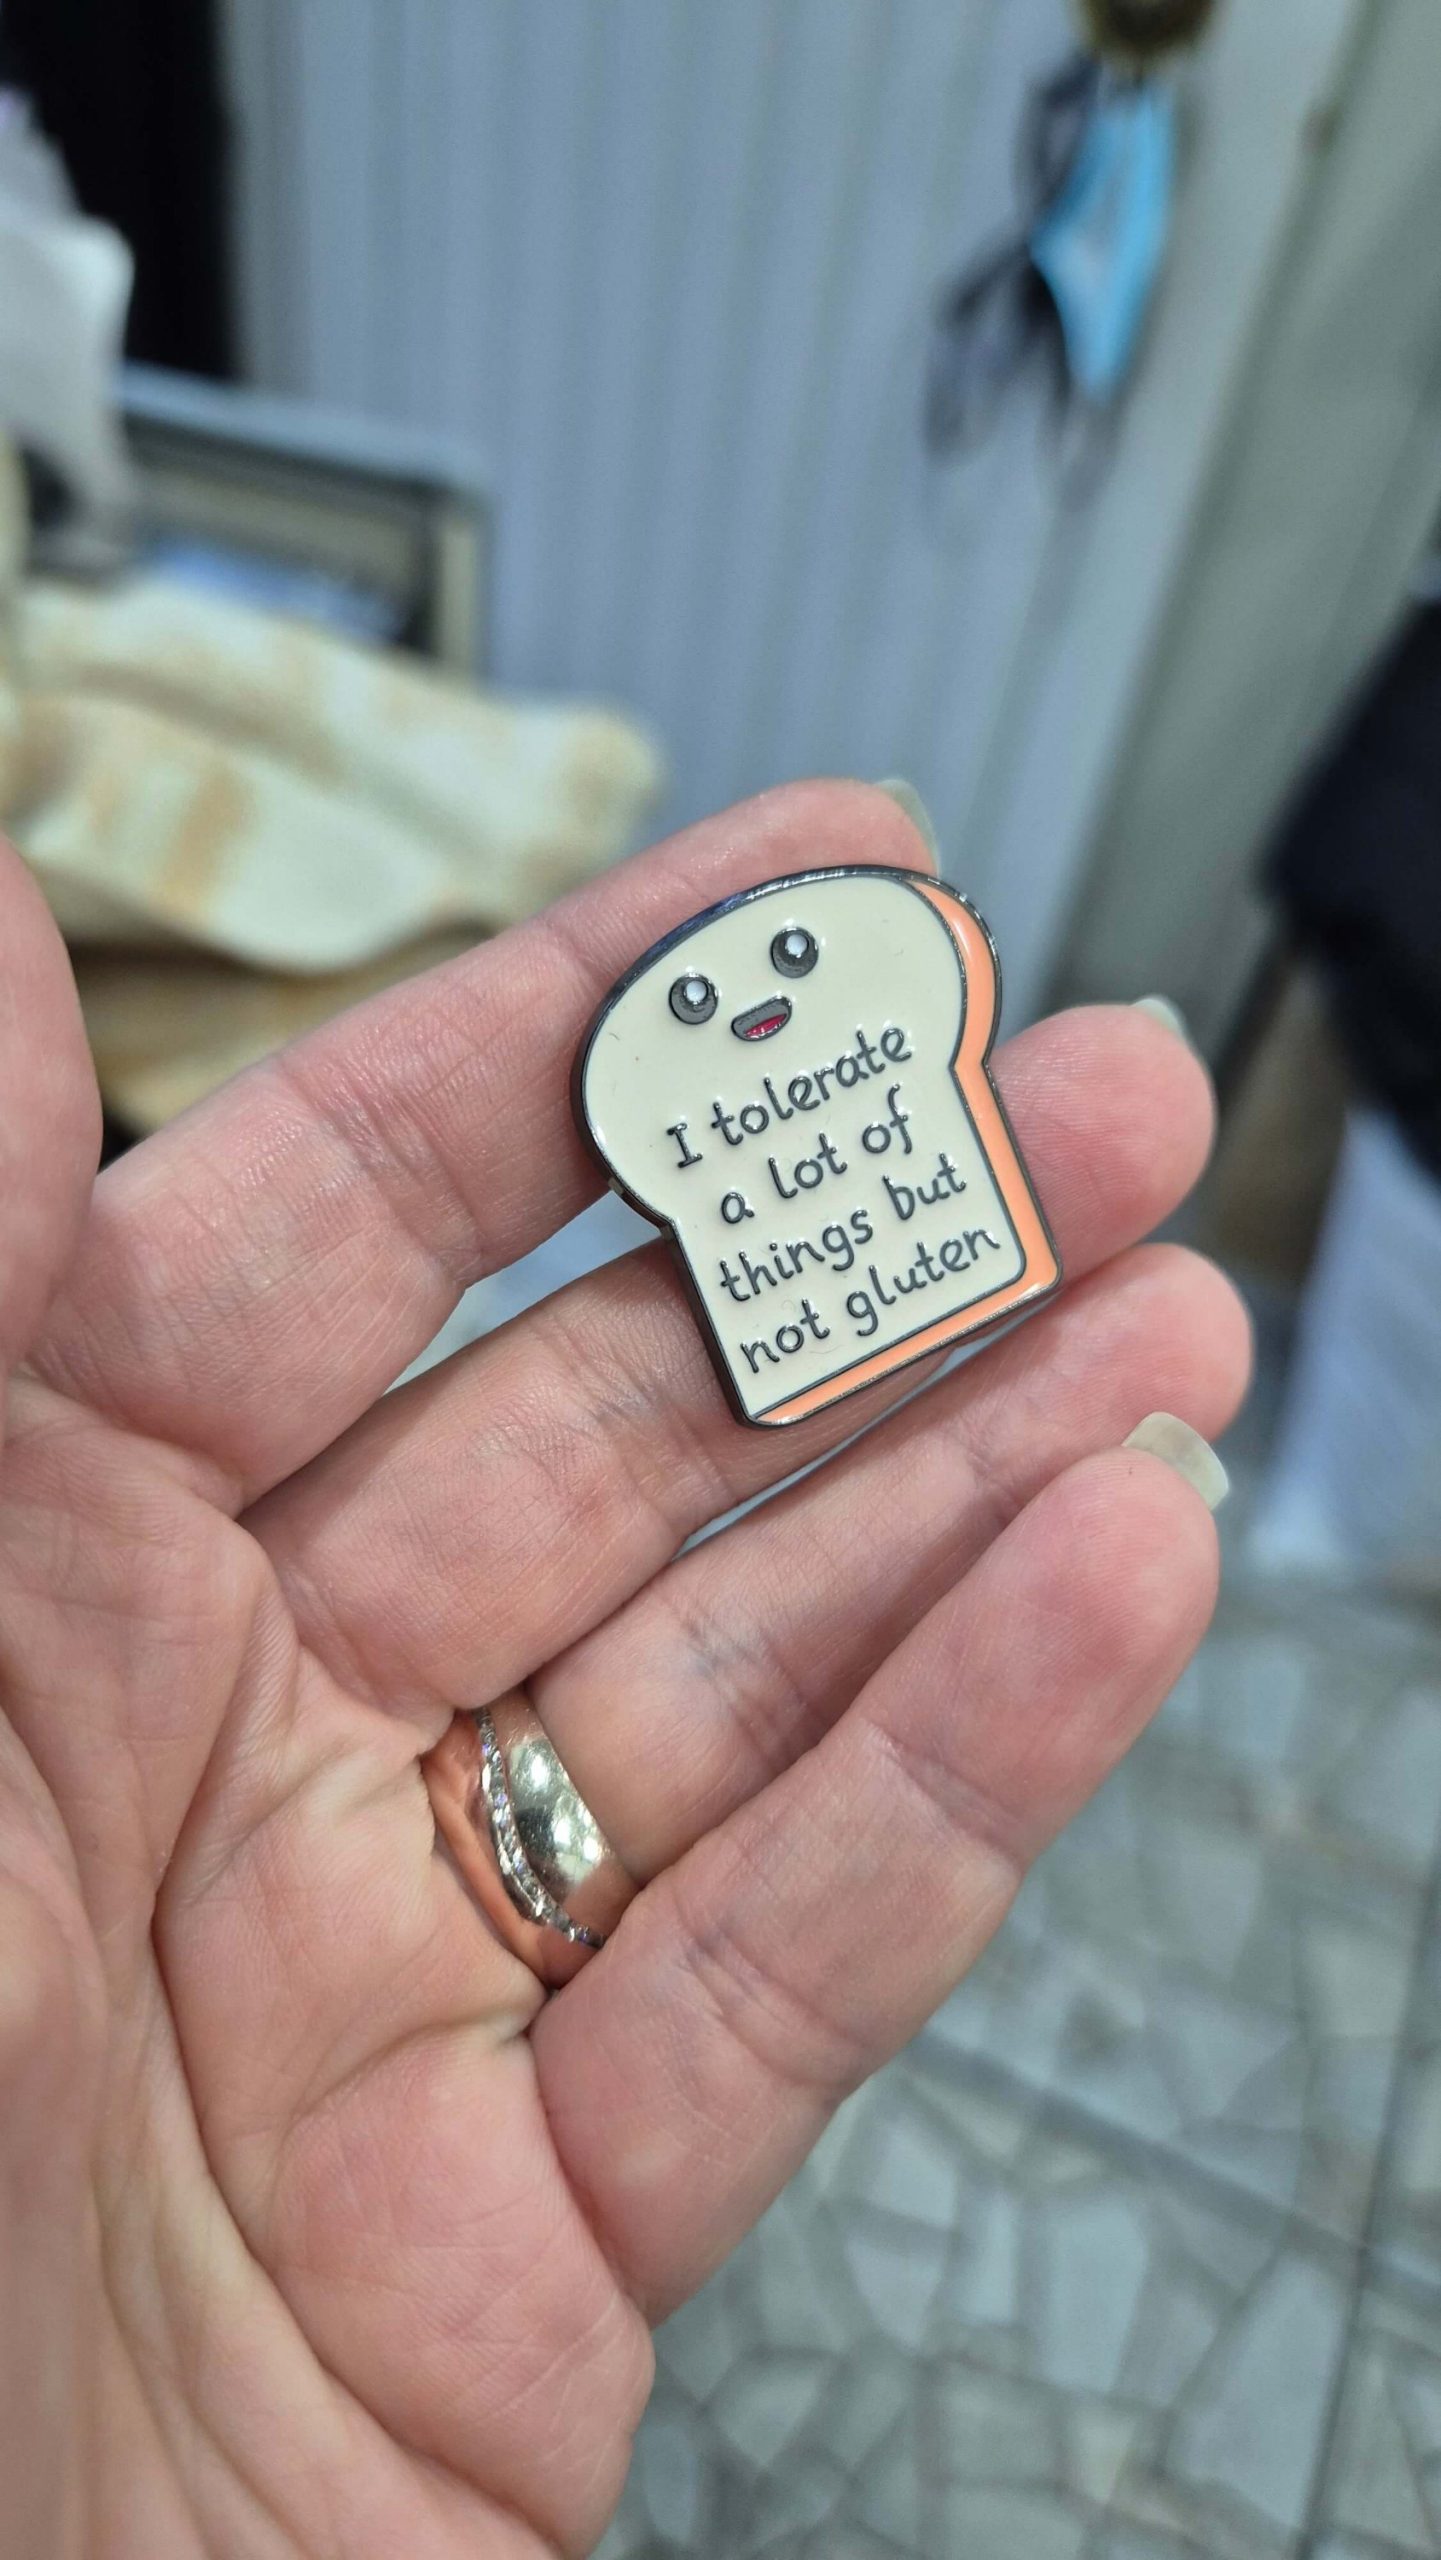 I tolerate
a lot of
things but
not gluten